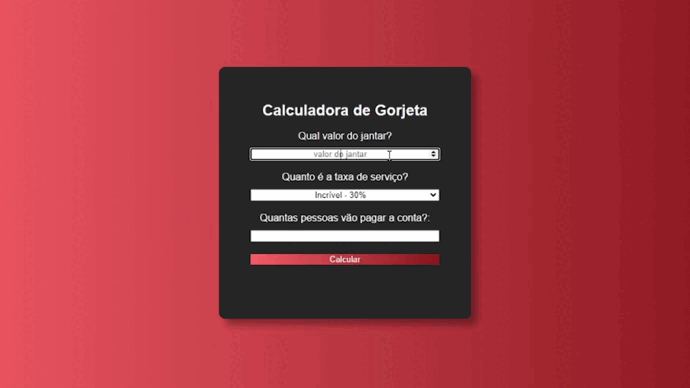 Calculadora de Gorjeta
Qual valor do jantar?
valor do jantar
Quanto é a taxa de serviço?
Incrível - 30%
Quantas pessoas vão pagar a conta?:
Calcular